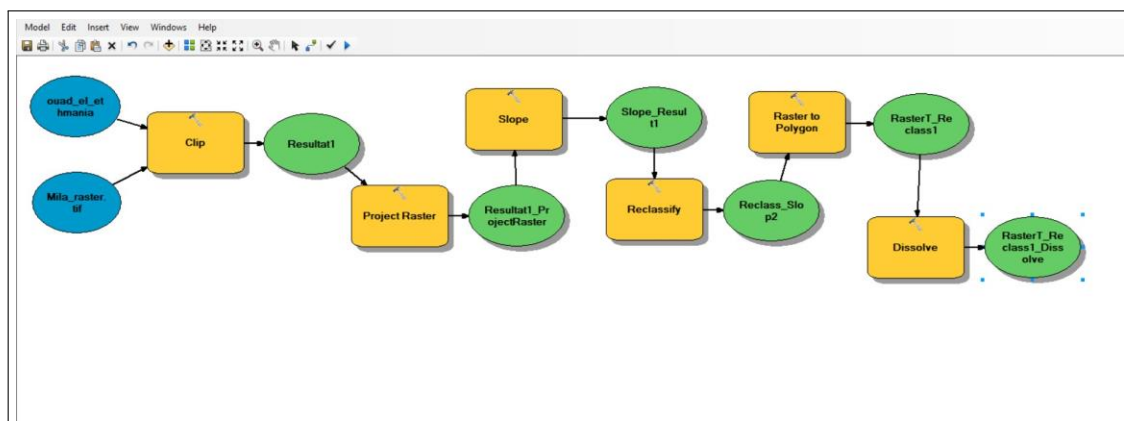 Model Edit Insert View Windows Help
ouad_el_et
hmania
Mila_raster.
tif
Clip
Resultat1
Project Raster
Resultat1_Pr
ojectRaster
Slope
Slope_Resul
t1
Reclassify
Reclass_Slo
p2
Raster to
Polygon
RasterT_Re
class1
Dissolve
RasterT_Re
class1_Diss
olve